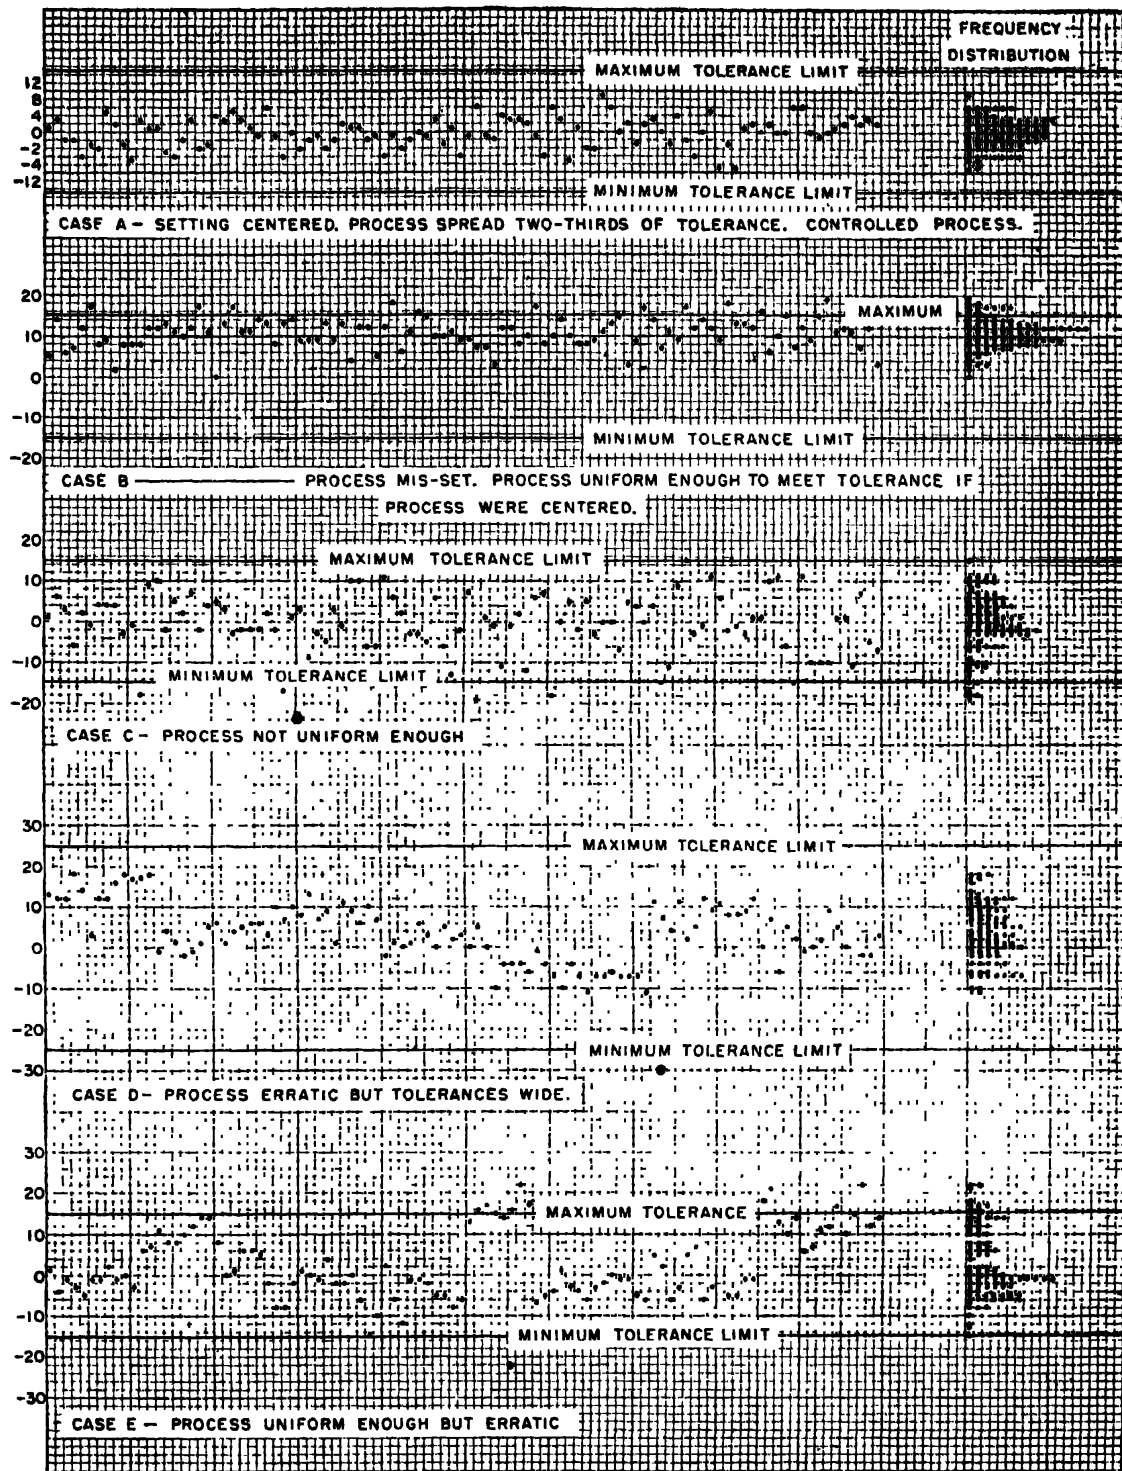 FREQUENCY
DISTRIBUTION
MAXIMUM TOLERANCE LIMIT
12
8
4
0
-2
-4
-12
MINIMUM TOLERANCE LIMIT
CASE A — SETTING CENTERED. PROCESS SPREAD TWO-THIRDS OF TOLERANCE. CONTROLLED PROCESS.
20
MAXIMUM
10
0
-10
MINIMUM TOLERANCE LIMIT
-20
CASE B ———— PROCESS MIS-SET. PROCESS UNIFORM ENOUGH TO MEET TOLERANCE IF
PROCESS WERE CENTERED.
20
MAXIMUM TOLERANCE LIMIT
10
0
-10
MINIMUM TOLERANCE LIMIT
-20
CASE C — PROCESS NOT UNIFORM ENOUGH
30
MAXIMUM TOLERANCE LIMIT
20
10
0
-10
-20
MINIMUM TOLERANCE LIMIT
-30
CASE D — PROCESS ERRATIC BUT TOLERANCES WIDE.
30
20
MAXIMUM TOLERANCE
10
0
-10
MINIMUM TOLERANCE LIMIT
-20
-30
CASE E — PROCESS UNIFORM ENOUGH BUT ERRATIC